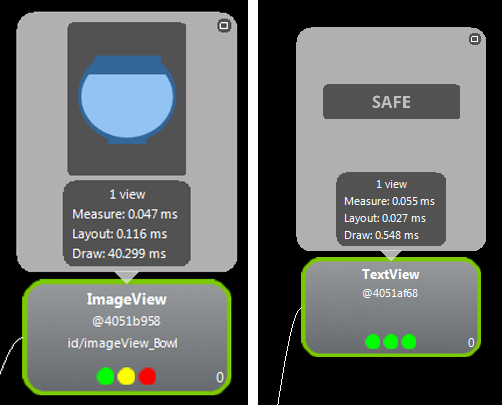 1 view
Measure: 0.047 ms
Layout: 0.116 ms
Draw: 40.299 ms
ImageView
@4051b958
id/imageView_Bowl
0
SAFE
1 view
Measure: 0.055 ms
Layout: 0.027 ms
Draw: 0.548 ms
TextView
@4051af68
0